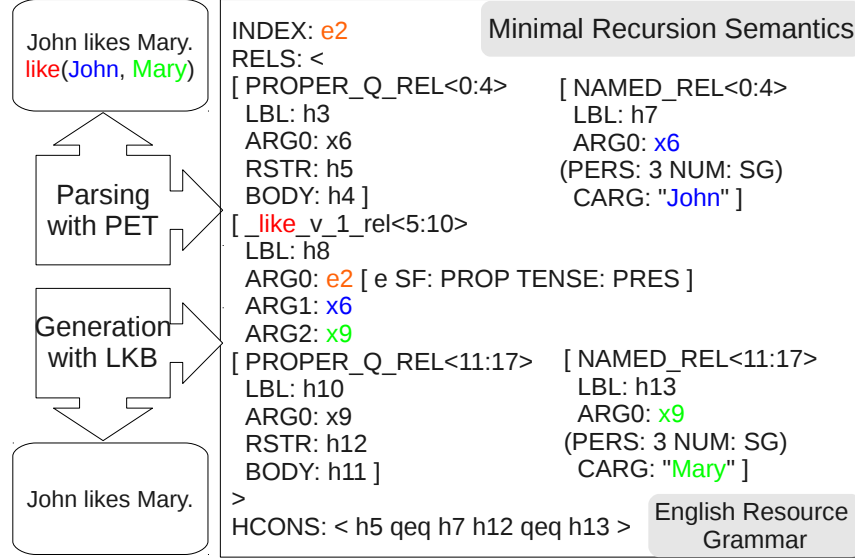 John likes Mary.
like(John, Mary)
Parsing
with PET
Generation
with LKB
John likes Mary.
Minimal Recursion Semantics
INDEX: e2
RELS: <
[ PROPER_Q_REL<0:4>
LBL: h3
ARG0: x6
RSTR: h5
BODY: h4 ]
[ NAMED_REL<0:4>
LBL: h7
ARG0: x6
(PERS: 3 NUM: SG)
CARG: "John" ]
[ _like_v_1_rel<5:10>
LBL: h8
ARG0: e2 [ e SF: PROP TENSE: PRES ]
ARG1: x6
ARG2: x9
[ PROPER_Q_REL<11:17>
LBL: h10
ARG0: x9
RSTR: h12
BODY: h11 ]
[ NAMED_REL<11:17>
LBL: h13
ARG0: x9
(PERS: 3 NUM: SG)
CARG: "Mary" ]
>
HCONS: < h5 qeq h7 h12 qeq h13 >
English Resource
Grammar